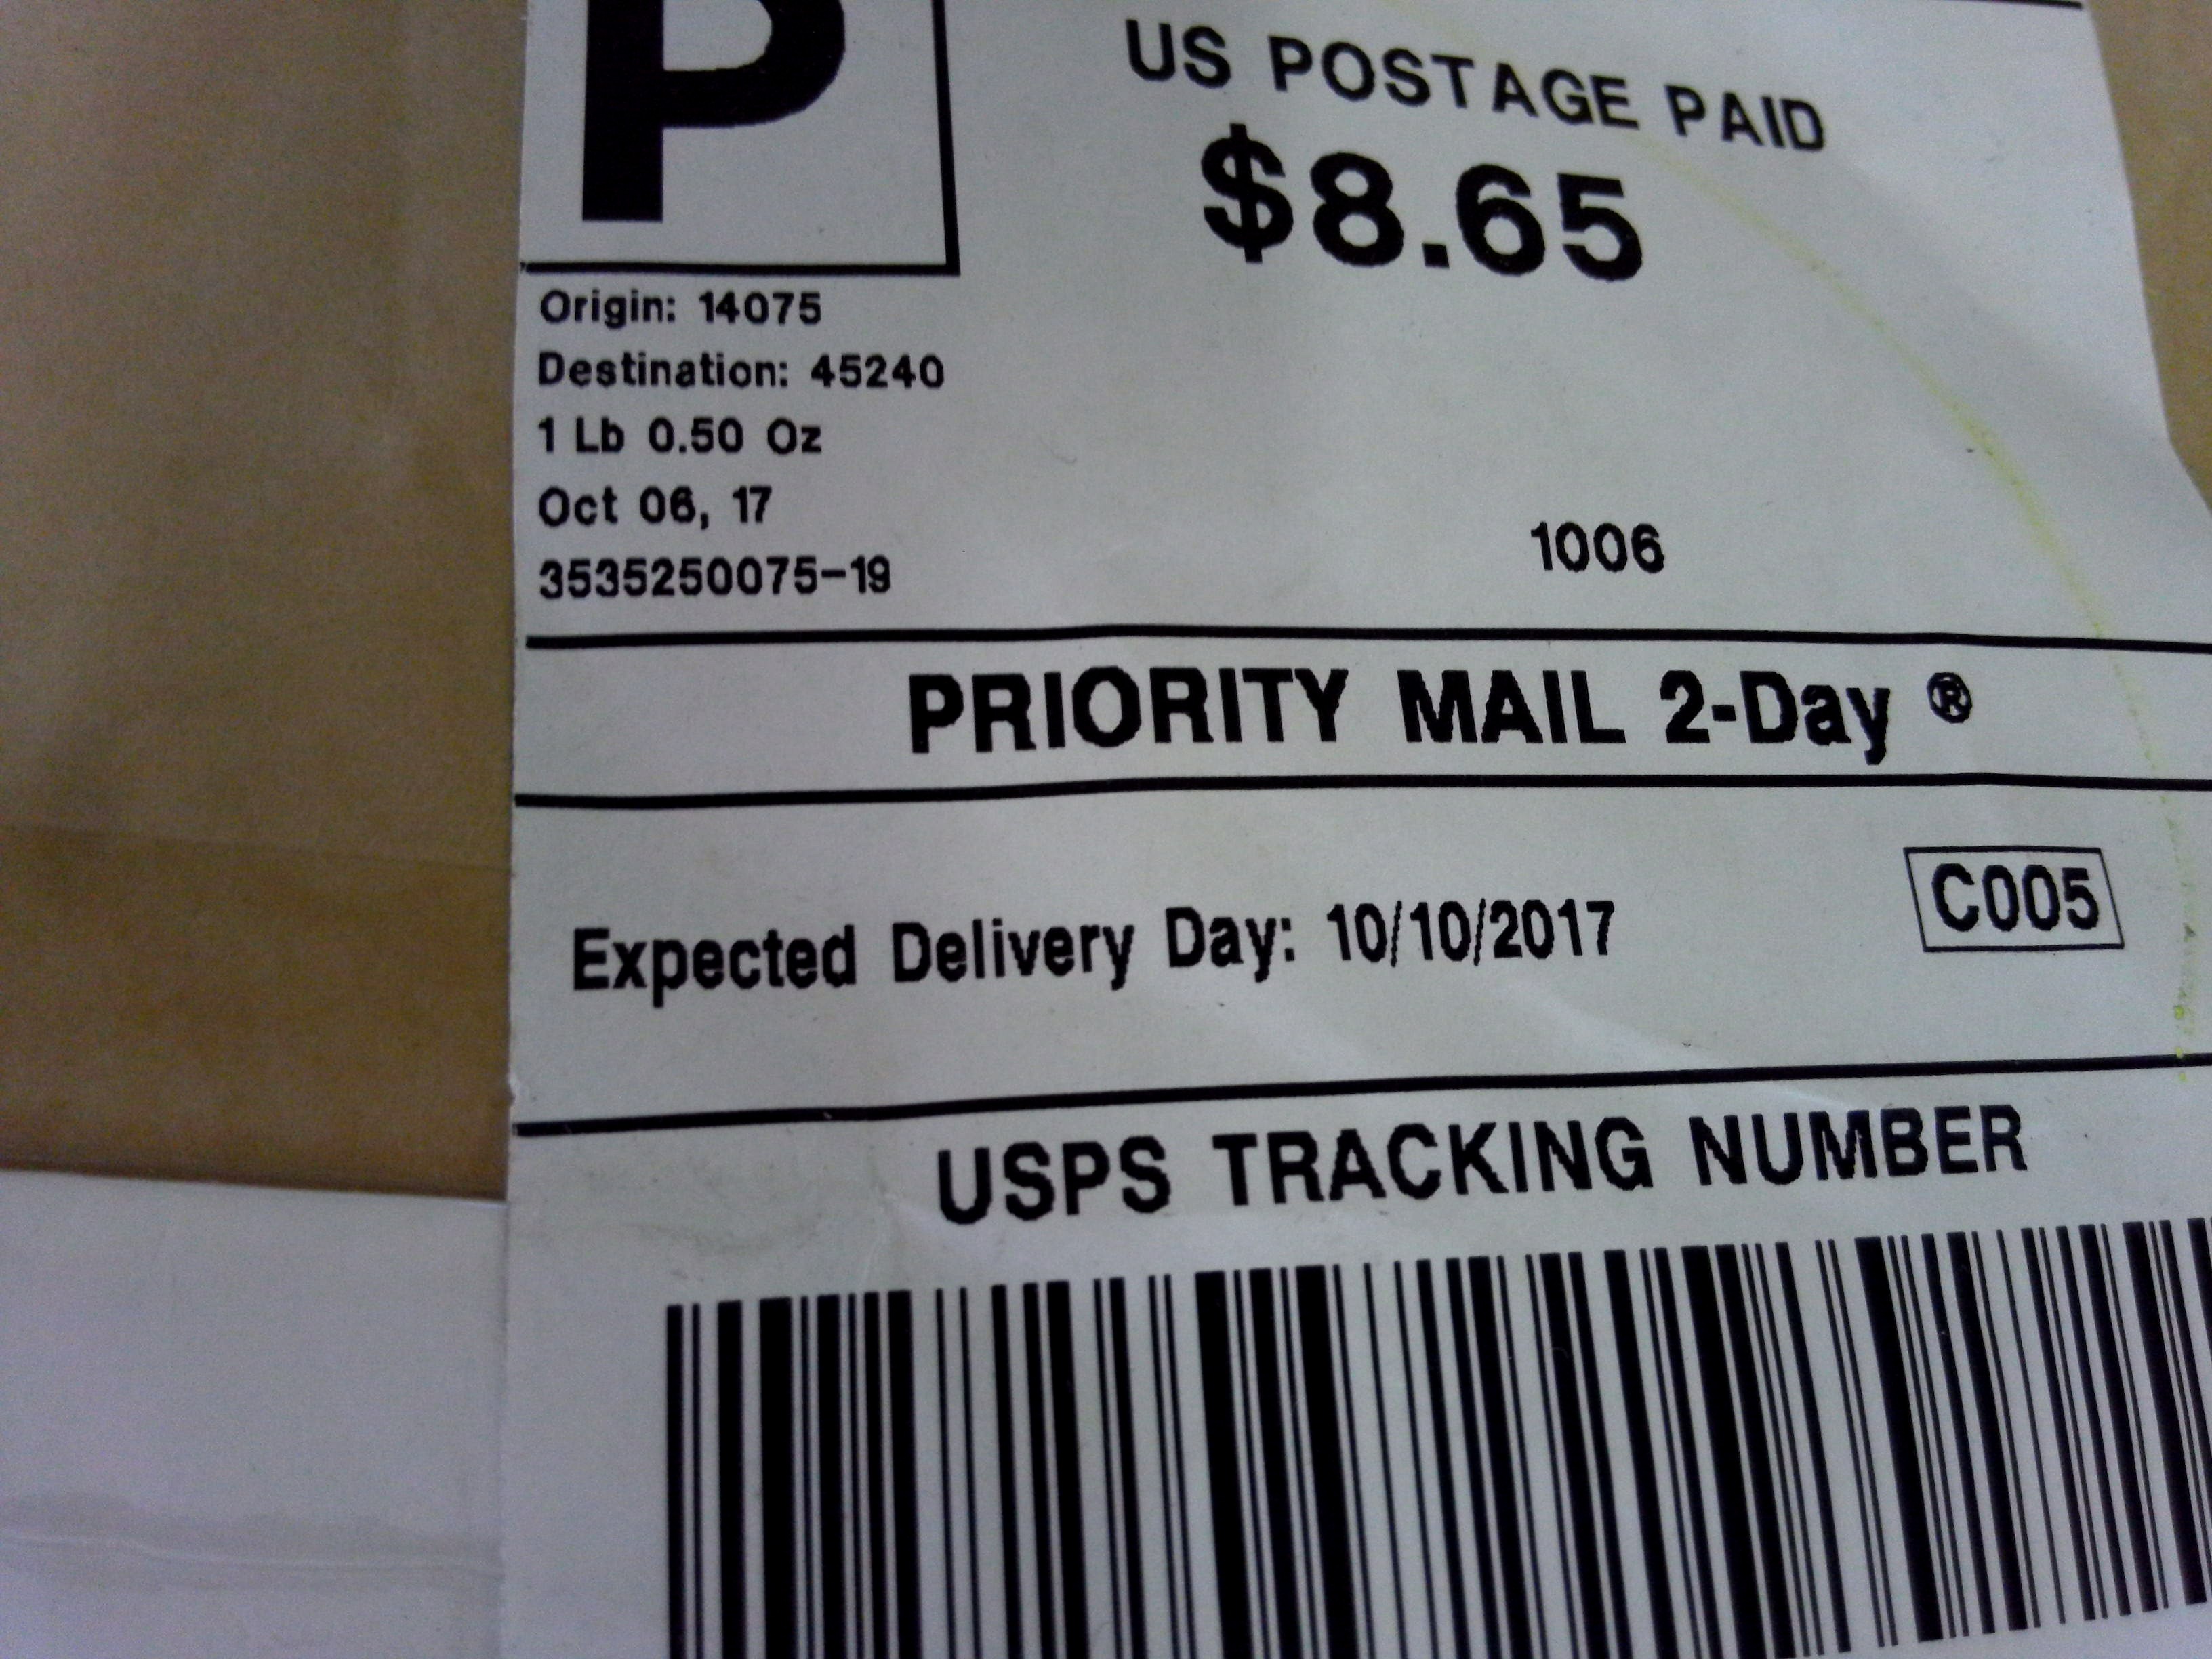 P
US POSTAGE PAID
$8.65
Origin: 14075
Destination: 45240
1 Lb 0.50 Oz
Oct 06, 17
3535250075-19
1006
PRIORITY MAIL 2-Day ®
Expected Delivery Day: 10/10/2017
C005
USPS TRACKING NUMBER